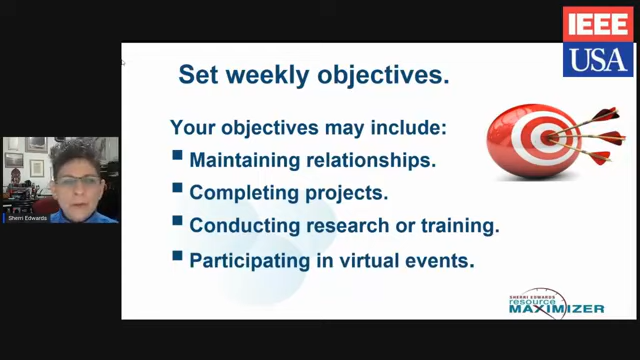 IEEE
USA
Set weekly objectives.
Your objectives may include:
Maintaining relationships.
Completing projects.
Conducting research or training.
Participating in virtual events.
Sherri Edwards
SHERRI EDWARDS
resource
MAXIMIZER